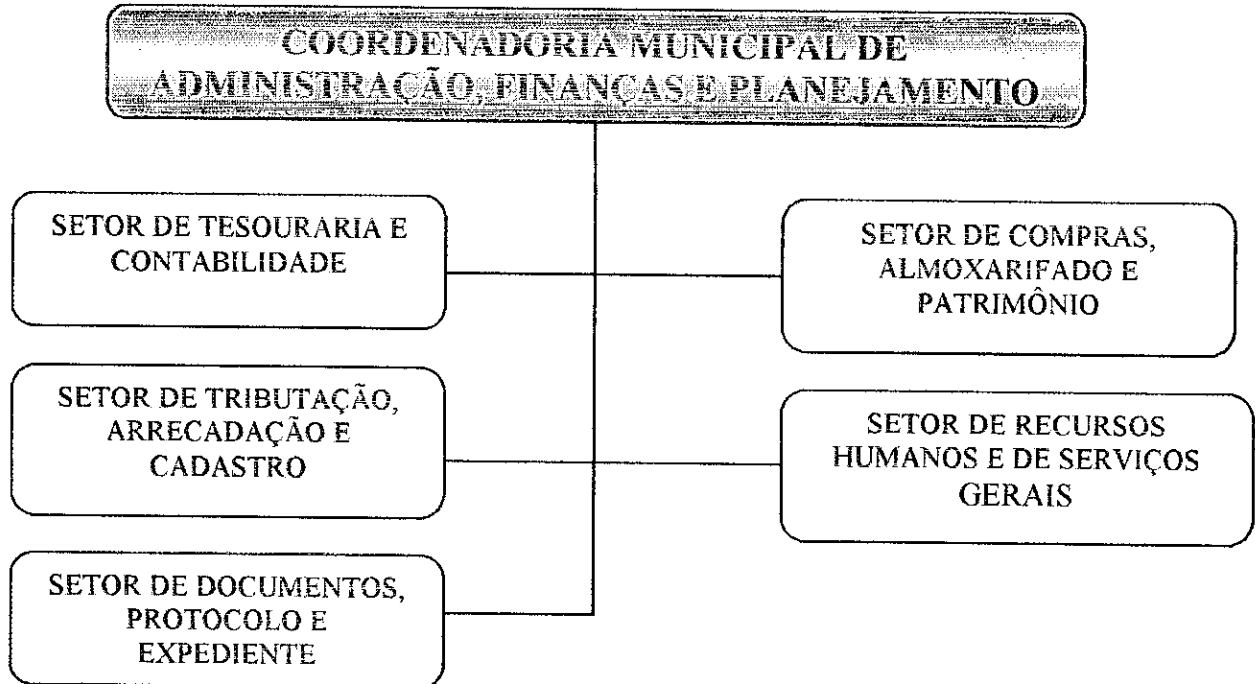 COORDENADORIA MUNICIPAL DE
ADMINISTRAÇÃO, FINANÇAS E PLANEJAMENTO
SETOR DE TESOURARIA E
CONTABILIDADE
SETOR DE COMPRAS,
ALMOXARIFADO E
PATRIMÔNIO
SETOR DE TRIBUTAÇÃO,
ARRECADAÇÃO E
CADASTRO
SETOR DE RECURSOS
HUMANOS E DE SERVIÇOS
GERAIS
SETOR DE DOCUMENTOS,
PROTOCOLO E
EXPEDIENTE